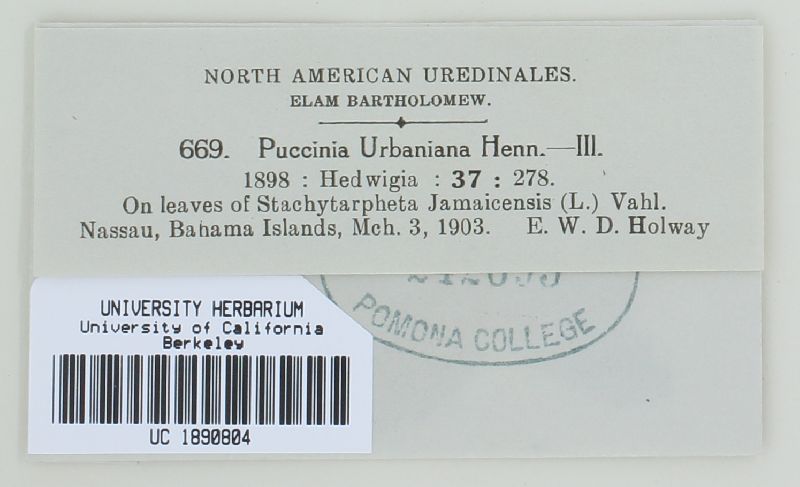 NORTH AMERICAN UREDINALES.
ELAM BARTHOLOMEW.
669. Puccinia Urbaniana Henn.—III.
1898 : Hedwigia : 37 : 278.
On leaves of Stachytarpheta Jamaicensis (L.) Vahl.
Nassau, Bahama Islands, Mch. 3, 1903. E. W. D. Holway
POMONA COLLEGE
UNIVERSITY HERBARIUM
University of California
Berkeley
UC 1890804